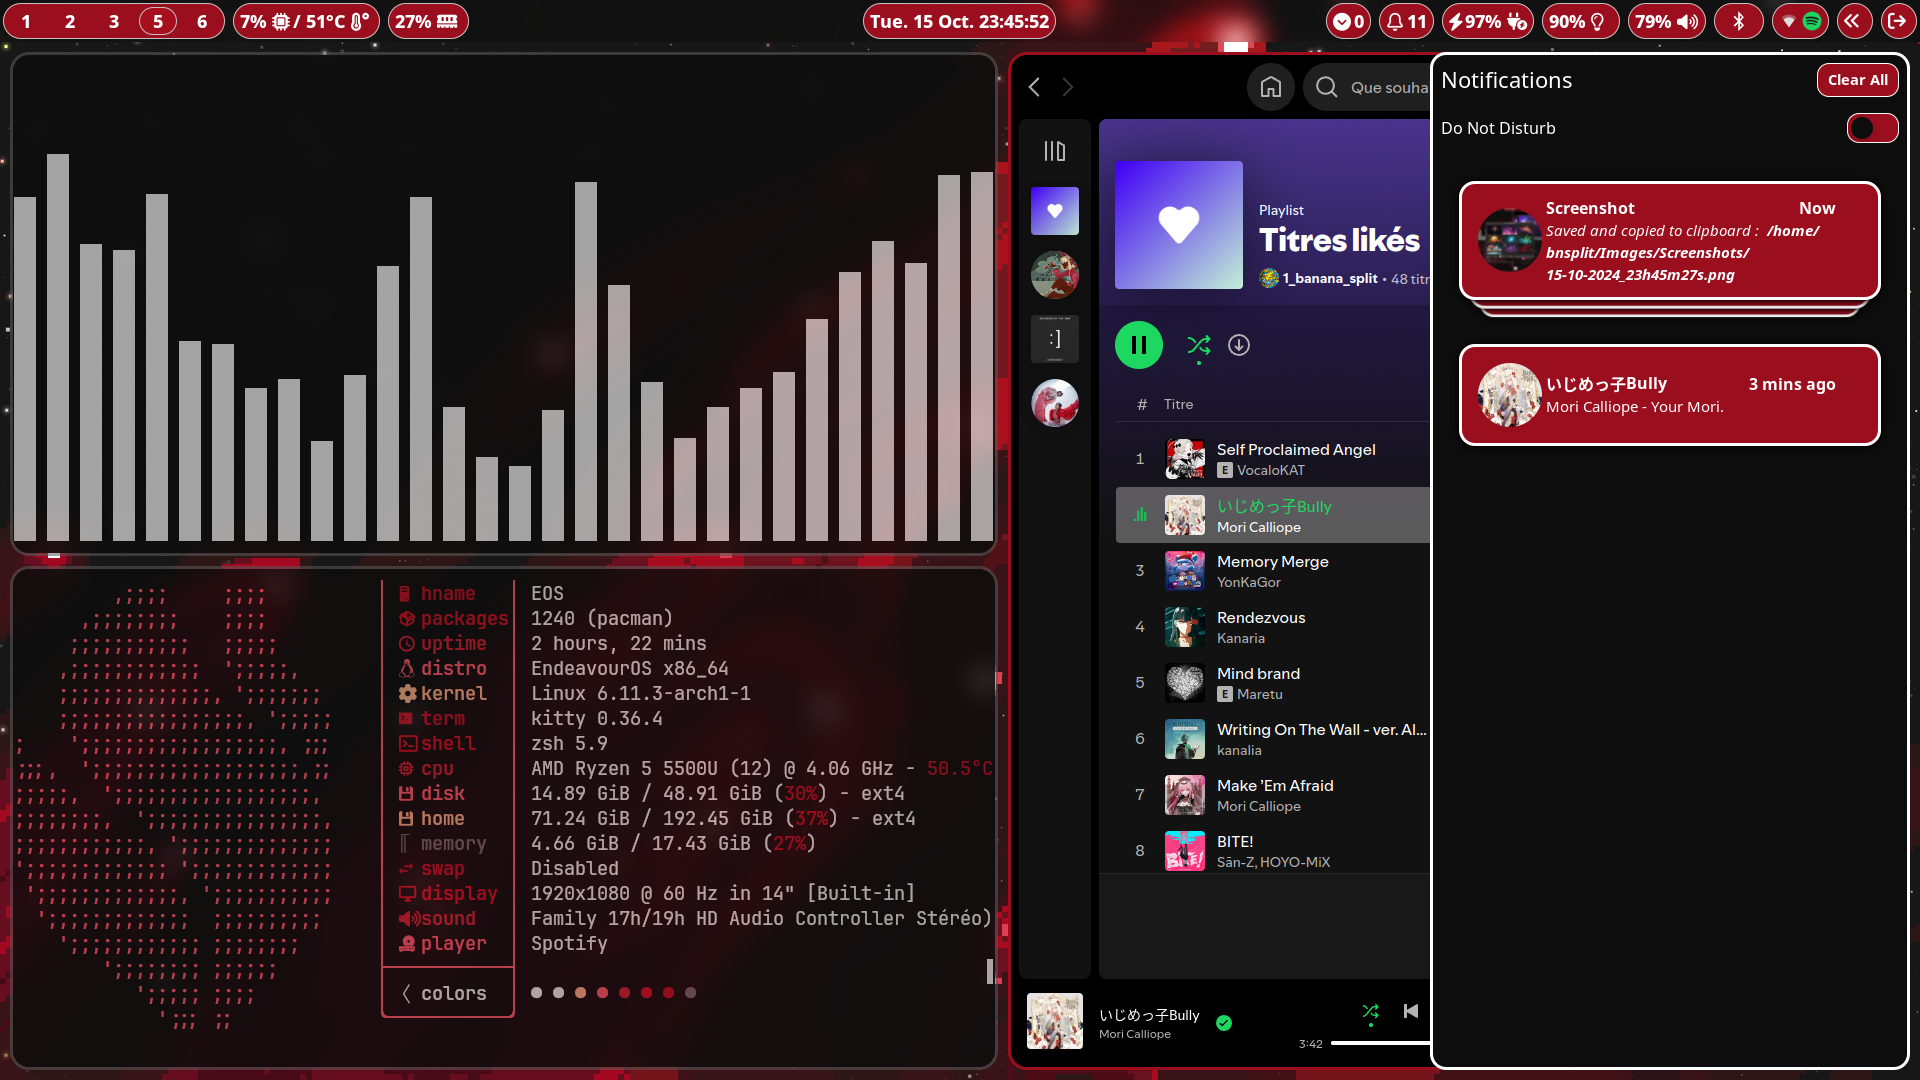 1 2 3 5 6
7% / 51°C
27%
Tue. 15 Oct. 23:45:52
0
11
97%
90%
79%
Que souha
Playlist
Titres likés
1_banana_split • 48 titr
# Titre
1 Self Proclaimed Angel
E VocaloKAT
いじめっ子Bully
Mori Calliope
3 Memory Merge
YonKaGor
4 Rendezvous
Kanaria
5 Mind brand
E Maretu
6 Writing On The Wall - ver. Al...
kanalia
7 Make 'Em Afraid
Mori Calliope
8 BITE!
Sān-Z, HOYO-MiX
いじめっ子Bully
Mori Calliope
3:42
Notifications
Clear All
Do Not Disturb
Screenshot Now
Saved and copied to clipboard : /home/
bnsplit/Images/Screenshots/
15-10-2024_23h45m27s.png
いじめっ子Bully 3 mins ago
Mori Calliope - Your Mori.
hname EOS
packages 1240 (pacman)
uptime 2 hours, 22 mins
distro EndeavourOS x86_64
kernel Linux 6.11.3-arch1-1
term kitty 0.36.4
shell zsh 5.9
cpu AMD Ryzen 5 5500U (12) @ 4.06 GHz - 50.5°C
disk 14.89 GiB / 48.91 GiB (30%) - ext4
home 71.24 GiB / 192.45 GiB (37%) - ext4
memory 4.66 GiB / 17.43 GiB (27%)
swap Disabled
display 1920x1080 @ 60 Hz in 14" [Built-in]
sound Family 17h/19h HD Audio Controller Stéréo)
player Spotify
colors
:]